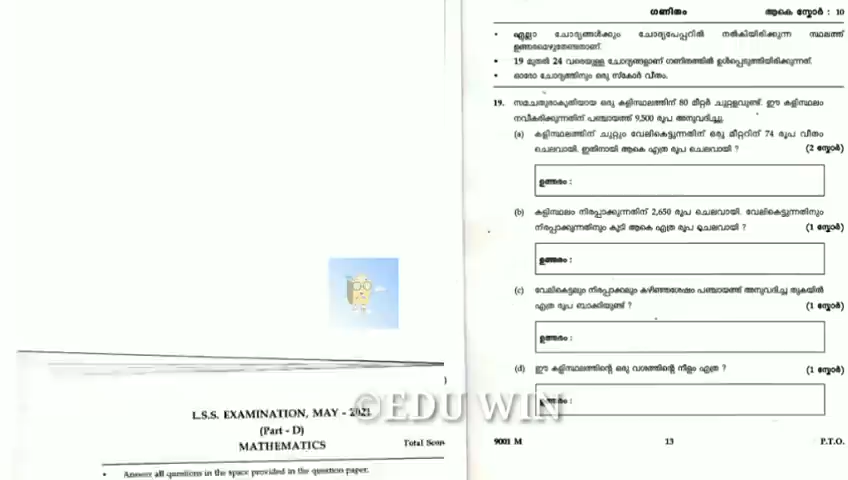 L.S.S. EXAMINATION, MAY - 2021
(Part - D)
MATHEMATICS
Total Scor
• Answer all questions in the space provided in the question paper.
ഗണിതം ആകെ സ്കോർ : 10
• എല്ലാ ചോദ്യങ്ങൾക്കും ചോദ്യപേപ്പറിൽ നൽകിയിരിക്കുന്ന സ്ഥലത്ത്
ഉത്തരമെഴുതേണ്ടതാണ്.
• 19 മുതൽ 24 വരെയുള്ള ചോദ്യങ്ങളാണ് ഗണിതത്തിൽ ഉൾപ്പെടുത്തിയിരിക്കുന്നത്.
• ഓരോ ചോദ്യത്തിനും ഒരു സ്കോർ വീതം.
19. സമചതുരാകൃതിയായ ഒരു കളിസ്ഥലത്തിന് 80 മീറ്റർ ചുറ്റളവുണ്ട്. ഈ കളിസ്ഥലം
നവീകരിക്കുന്നതിന് പഞ്ചായത്ത് 9,500 രൂപ അനുവദിച്ചു.
(a) കളിസ്ഥലത്തിന് ചുറ്റും വേലികെട്ടുന്നതിന് ഒരു മീറ്ററിന് 74 രൂപ വീതം
ചെലവായി. ഇതിനായി ആകെ എത്ര രൂപ ചെലവായി ? (2 സ്കോർ)
ഉത്തരം :
(b) കളിസ്ഥലം നിരപ്പാക്കുന്നതിന് 2,650 രൂപ ചെലവായി. വേലികെട്ടുന്നതിനും
നിരപ്പാക്കുന്നതിനും കൂടി ആകെ എത്ര രൂപ ചെലവായി ? (1 സ്കോർ)
ഉത്തരം :
(c) വേലികെട്ടലും നിരപ്പാക്കലും കഴിഞ്ഞശേഷം പഞ്ചായത്ത് അനുവദിച്ച തുകയിൽ
എത്ര രൂപ ബാക്കിയുണ്ട് ? (1 സ്കോർ)
ഉത്തരം :
(d) ഈ കളിസ്ഥലത്തിന്റെ ഒരു വശത്തിന്റെ നീളം എത്ര ? (1 സ്കോർ)
ഉത്തരം :
©EDU WIN
9001 M 13 P.T.O.